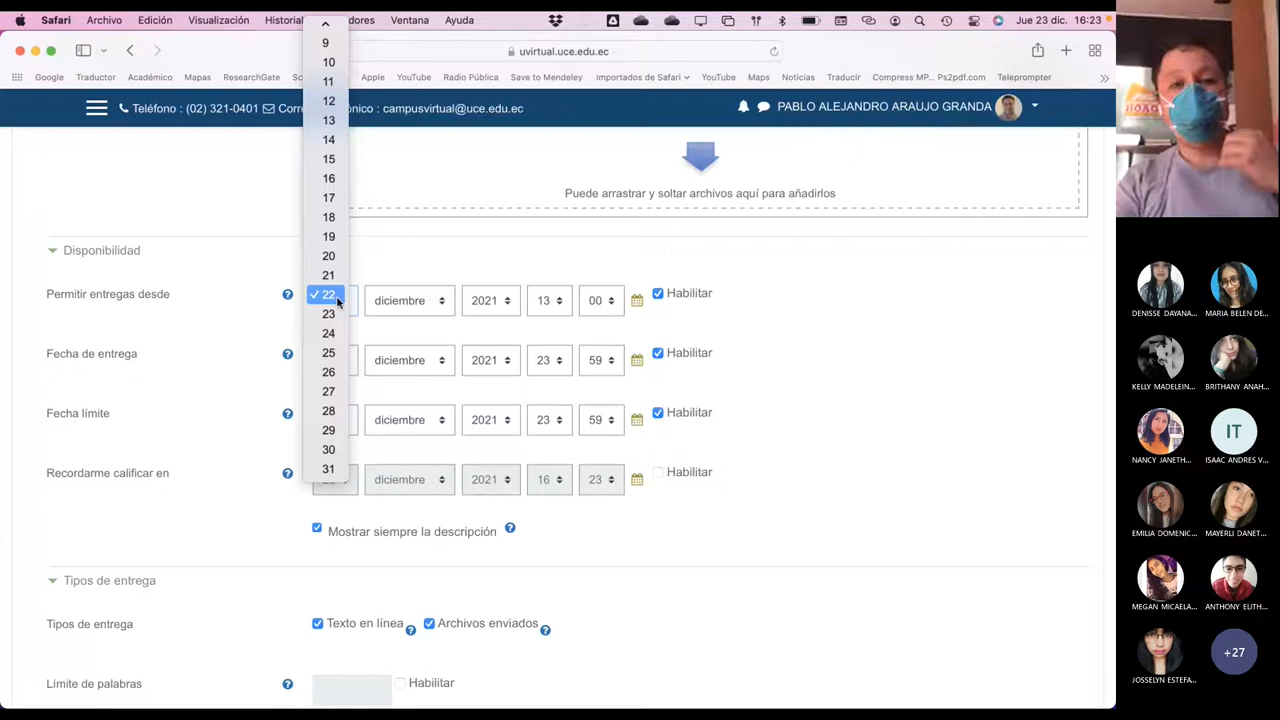 Safari Archivo Edición Visualización Historial dores Ventana Ayuda Jue 23 dic. 16:23
uvirtual.uce.edu.ec
Google Traductor Académico Mapas ResearchGate Sc Apple YouTube Radio Pública Save to Mendeley Importados de Safari YouTube Maps Noticias Traducir Compress MP... Ps2pdf.com Teleprompter
Teléfono : (02) 321-0401 Corre ónico : campusvirtual@uce.edu.ec PABLO ALEJANDRO ARAUJO GRANDA
Puede arrastrar y soltar archivos aquí para añadirlos
Disponibilidad
9
10
11
12
13
14
15
16
17
18
19
20
21
✓ 22
23
24
25
26
27
28
29
30
31
Permitir entregas desde diciembre 2021 13 00 Habilitar
Fecha de entrega diciembre 2021 23 59 Habilitar
Fecha límite diciembre 2021 23 59 Habilitar
Recordarme calificar en diciembre 2021 16 23 Habilitar
Mostrar siempre la descripción
Tipos de entrega
Tipos de entrega Texto en línea Archivos enviados
Límite de palabras Habilitar
DENISSE DAYANA... MARIA BELEN DE...
KELLY MADELEIN... BRITHANY ANAH...
IT
NANCY JANETH... ISAAC ANDRES V...
EMILIA DOMENIC... MAYERLI DANET...
MEGAN MICAELA... ANTHONY ELITH...
+27
JOSSELYN ESTEFA...